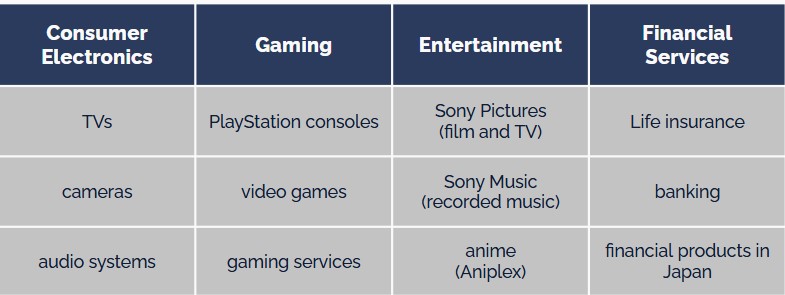 Consumer
Electronics
Gaming
Entertainment
Financial
Services
TVs
PlayStation consoles
Sony Pictures
(film and TV)
Life insurance
cameras
video games
Sony Music
(recorded music)
banking
audio systems
gaming services
anime
(Aniplex)
financial products in
Japan